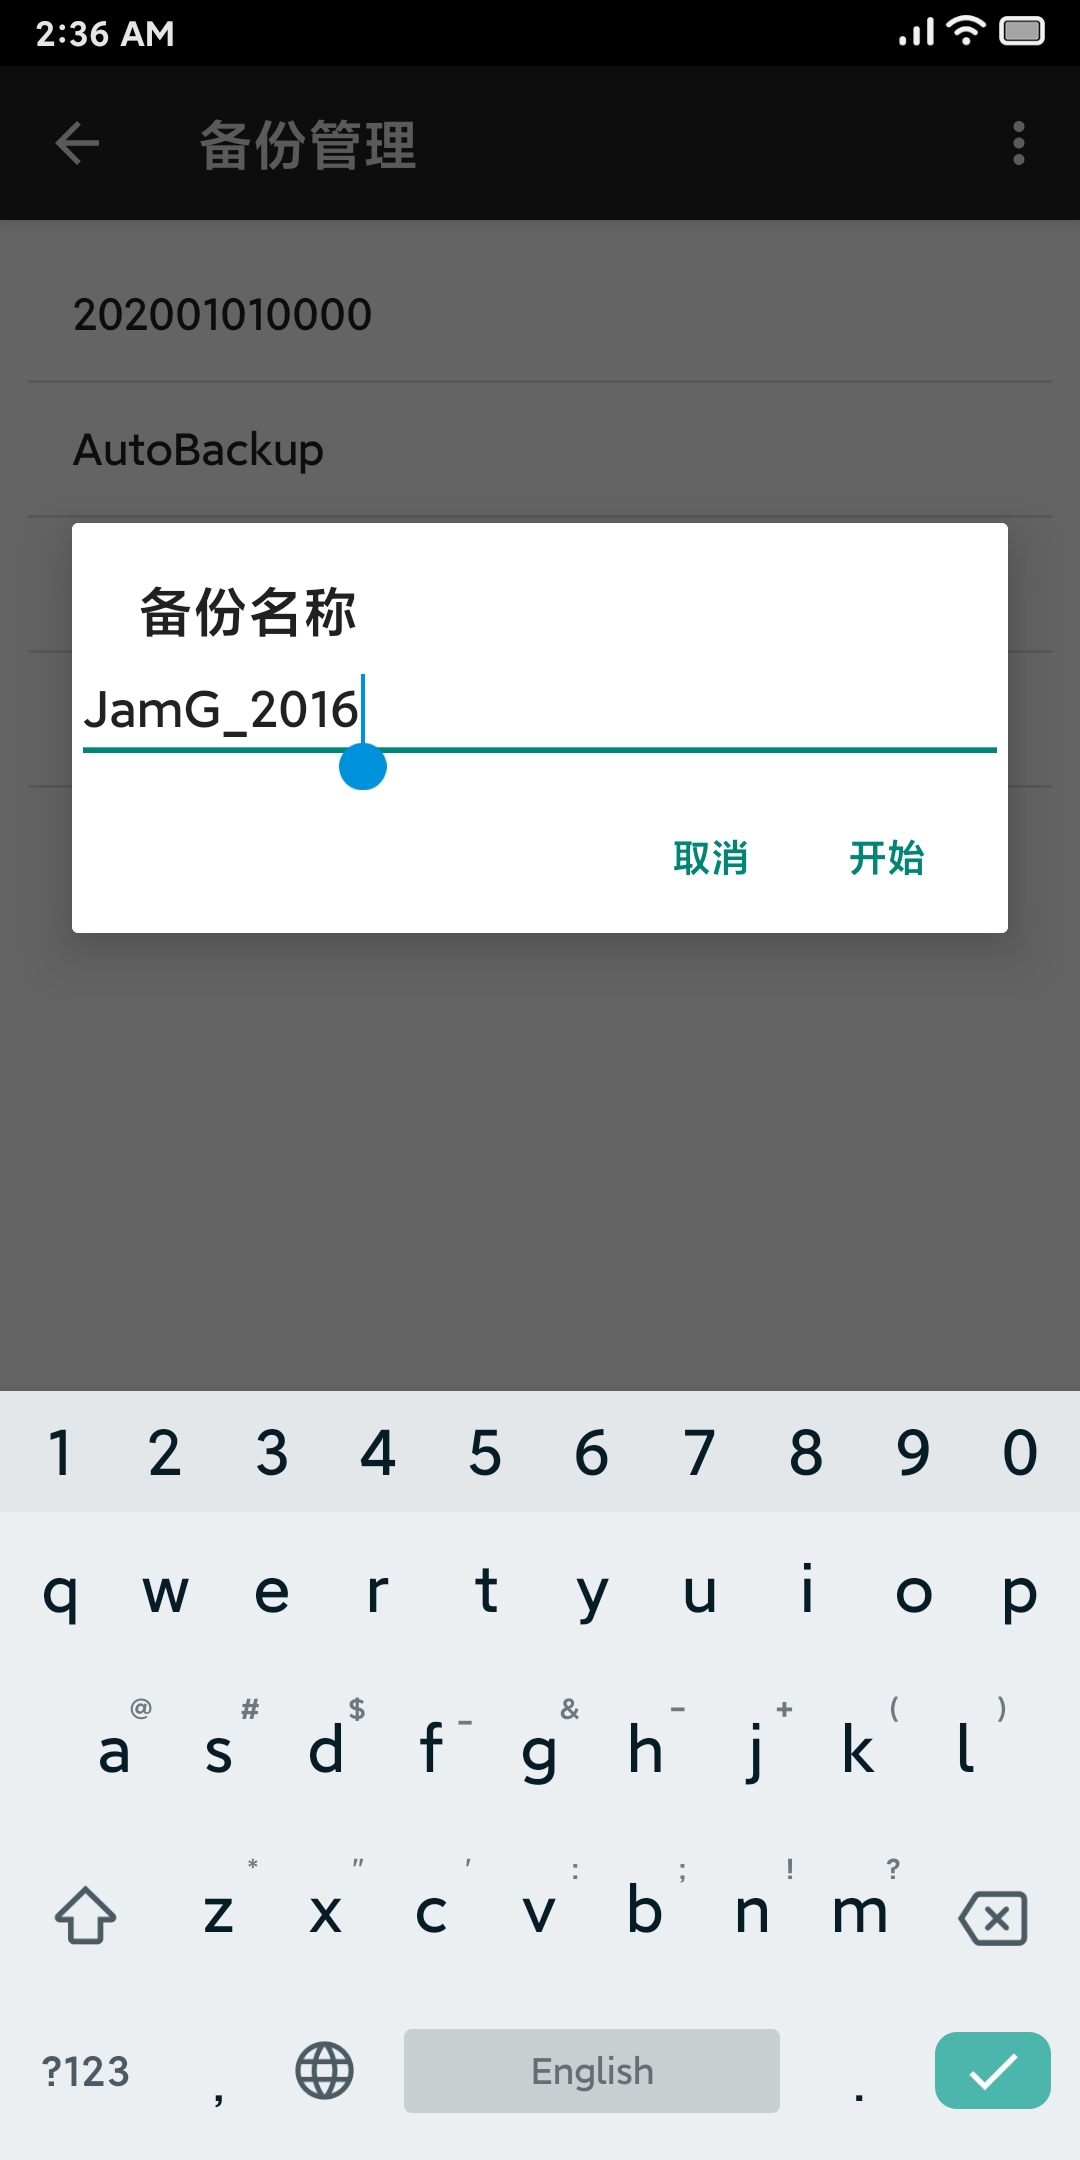 2:36 AM
备份管理
202001010000
AutoBackup
备份名称
JamG_2016
取消 开始
1 2 3 4 5 6 7 8 9 0
q w e r t y u i o p
@ # $ _ & - + ( )
a s d f g h j k l
* " ' : ; ! ?
z x c v b n m
?123 , English .